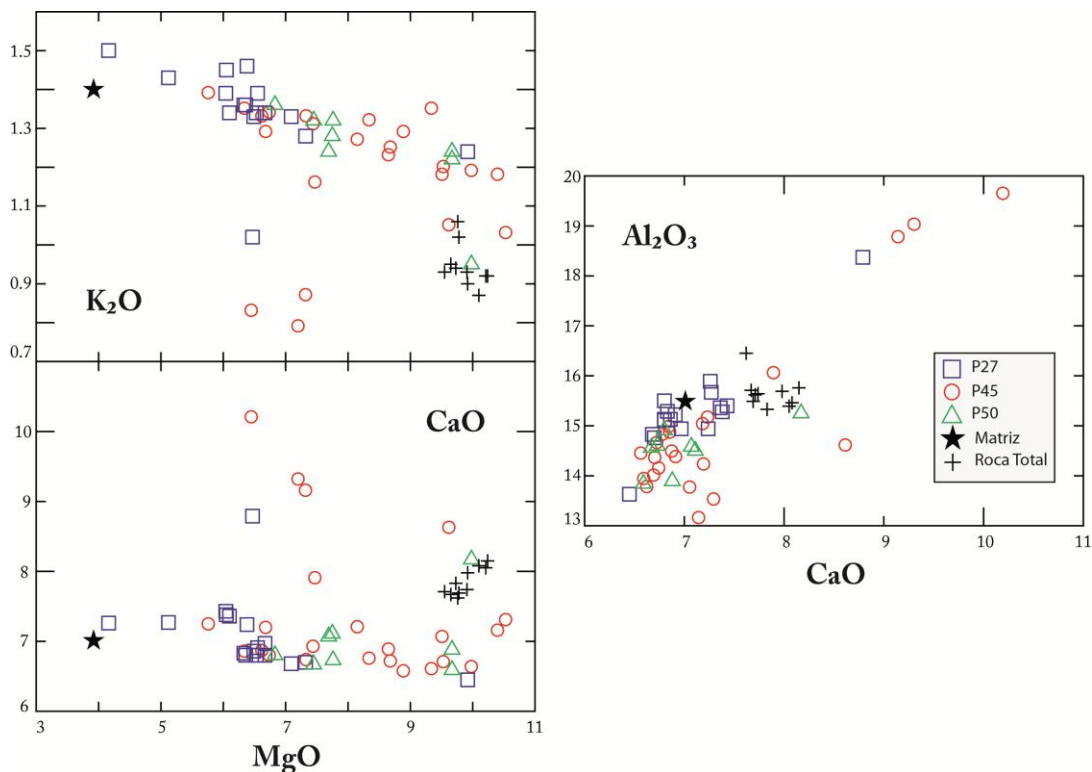 1.5
1.3
1.1
0.9
0.7
K₂O
CaO
10
9
8
7
6
3 5 7 9 11
MgO
20
19
18
17
16
15
14
13
Al₂O₃
P27
P45
P50
Matriz
Roca Total
6 7 8 9 10 11
CaO